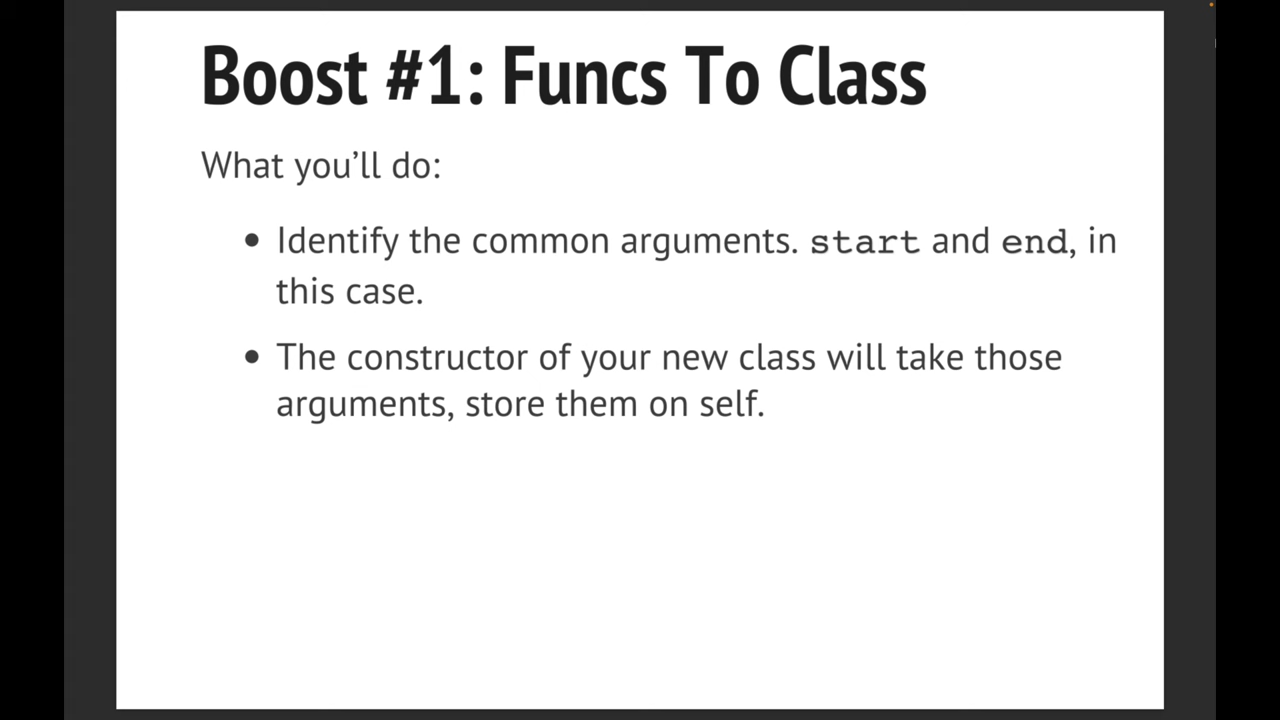 Boost #1: Funcs To Class
What you’ll do:
• Identify the common arguments. start and end, in
this case.
• The constructor of your new class will take those
arguments, store them on self.